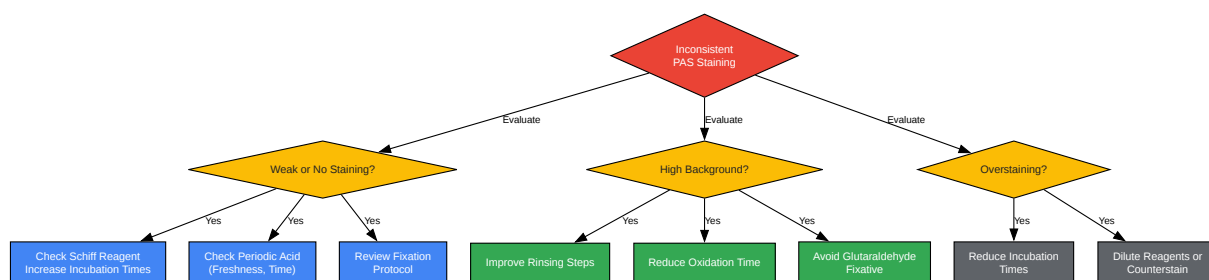 Inconsistent
PAS Staining
Evaluate
Evaluate
Evaluate
Weak or No Staining?
High Background?
Overstaining?
Yes
Yes
Yes
Yes
Yes
Yes
Yes
Yes
Check Schiff Reagent
Increase Incubation Times
Check Periodic Acid
(Freshness, Time)
Review Fixation
Protocol
Improve Rinsing Steps
Reduce Oxidation Time
Avoid Glutaraldehyde
Fixative
Reduce Incubation
Times
Dilute Reagents or
Counterstain